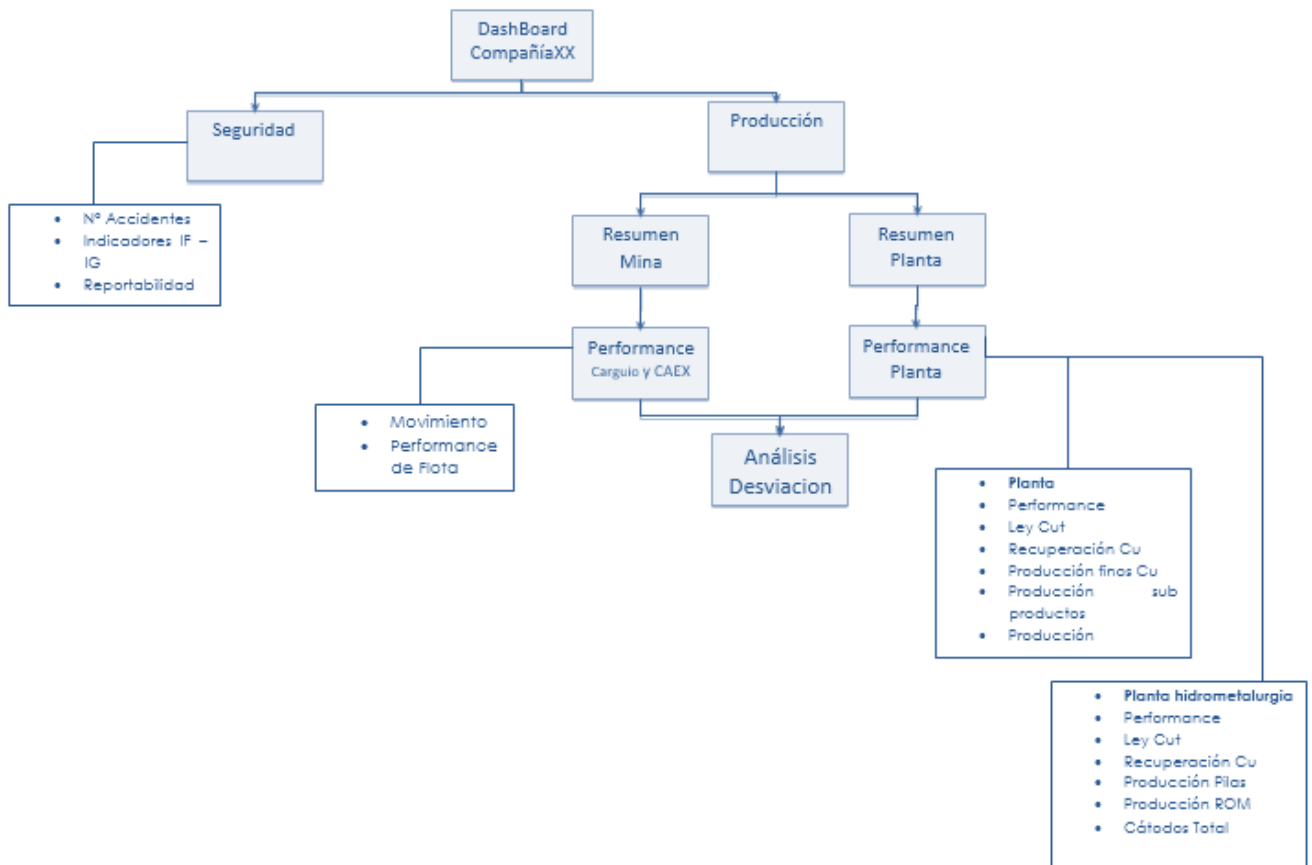 DashBoard
CompañíaXX
Seguridad
Producción
• Nº Accidentes
• Indicadores IF –
IG
• Reportabilidad
Resumen
Mina
Resumen
Planta
Performance
Carguio y CAEX
Performance
Planta
• Movimiento
• Performance
de Flota
Análisis
Desviacion
• Planta
• Performance
• Ley Cut
• Recuperación Cu
• Producción finos Cu
• Producción sub
productos
• Producción
• Planta hidrometalurgia
• Performance
• Ley Cut
• Recuperación Cu
• Producción Pilas
• Producción ROM
• Cátodos Total